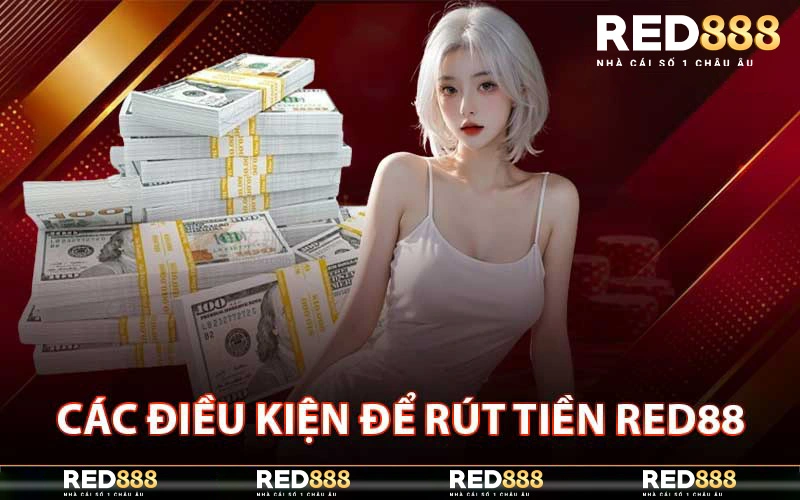 RED888
NHÀ CÁI SỐ 1 CHÂU ÂU
100
100
CÁC ĐIỀU KIỆN ĐỂ RÚT TIỀN RED88
RED888 RED888 RED888 RED888
NHÀ CÁI SỐ 1 CHÂU ÂU NHÀ CÁI SỐ 1 CHÂU ÂU NHÀ CÁI SỐ 1 CHÂU ÂU NHÀ CÁI SỐ 1 CHÂU ÂU